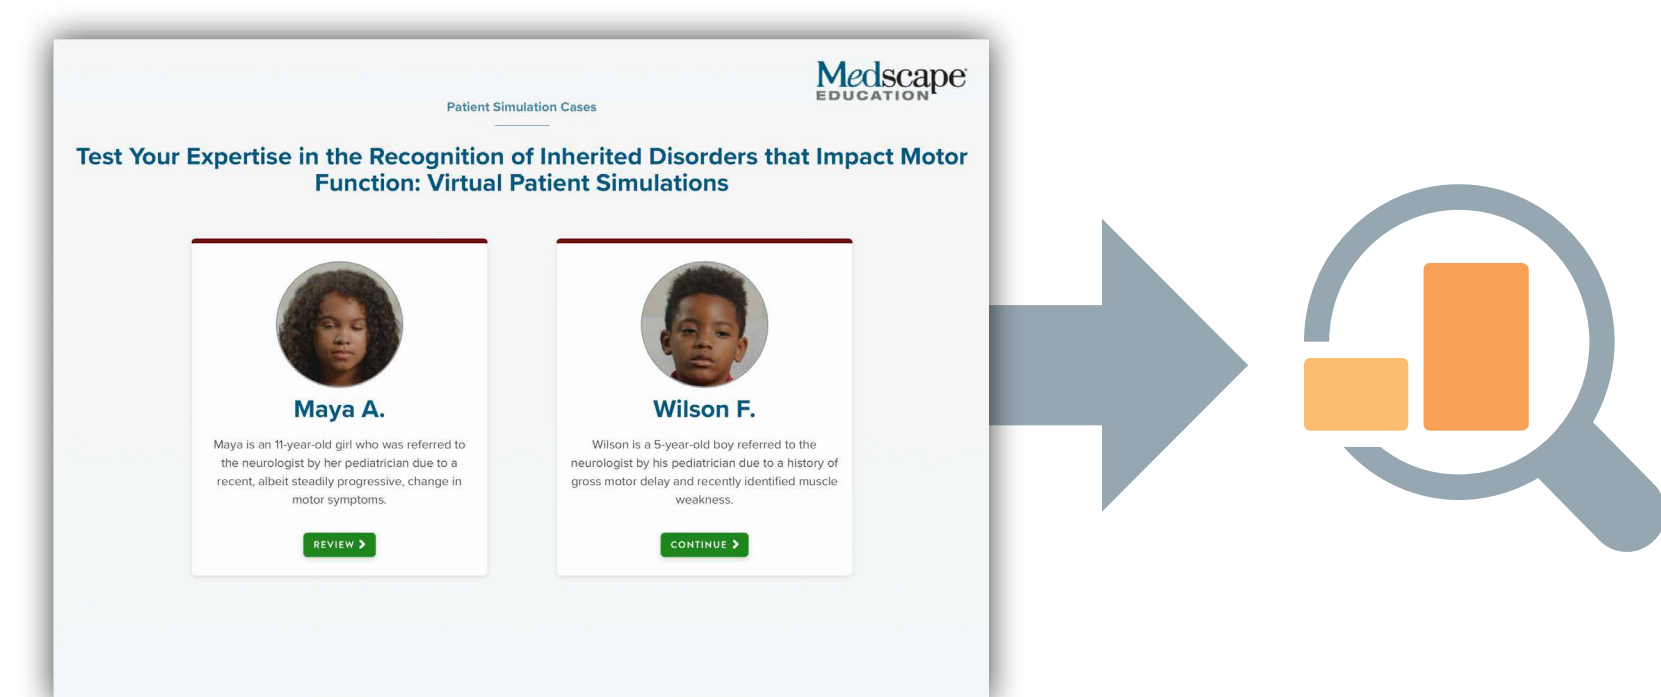 Medscape
EDUCATION
Patient Simulation Cases
Test Your Expertise in the Recognition of Inherited Disorders that Impact Motor
Function: Virtual Patient Simulations
Maya A.
Maya is an 11-year-old girl who was referred to
the neurologist by her pediatrician due to a
recent, albeit steadily progressive, change in
motor symptoms.
REVIEW
Wilson F.
Wilson is a 5-year-old boy referred to the
neurologist by his pediatrician due to a history of
gross motor delay and recently identified muscle
weakness.
CONTINUE